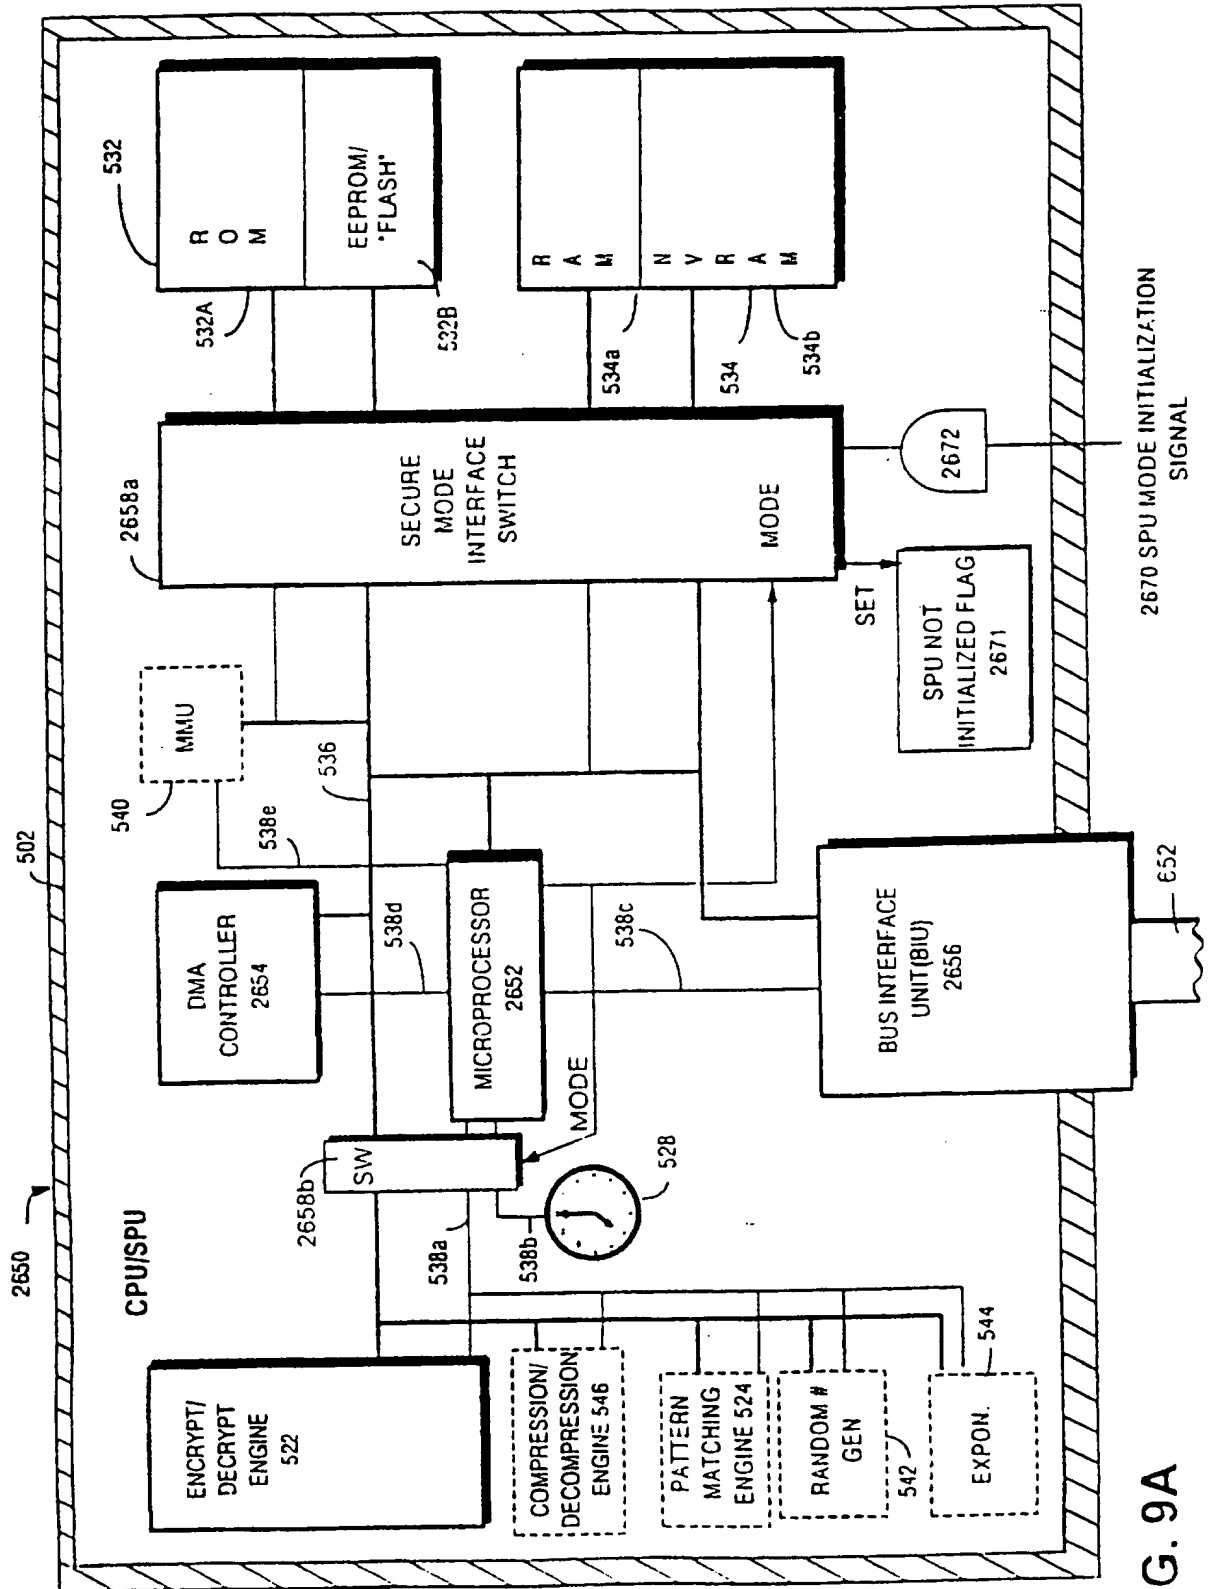 2650
502
CPU/SPU
ENCRYPT/
DECRYPT
ENGINE
522
2658b
SW
DMA
CONTROLLER
2654
540
MMU
2658a
532
R
O
M
532A
EEPROM/
"FLASH"
532B
538a
538b
528
538d
538e
536
MICROPROCESSOR
2652
MODE
538c
SECURE
MODE
INTERFACE
SWITCH
MODE
R
A
M
534a
N
V
R
A
M
534
534b
COMPRESSION/
DECOMPRESSION
ENGINE 546
PATTERN
MATCHING
ENGINE 524
RANDOM #
GEN
542
EXPON.
544
BUS INTERFACE
UNIT(BIU)
2656
652
SET
SPU NOT
INITIALIZED FLAG
2671
2672
2670 SPU MODE INITIALIZATION
SIGNAL
G. 9A